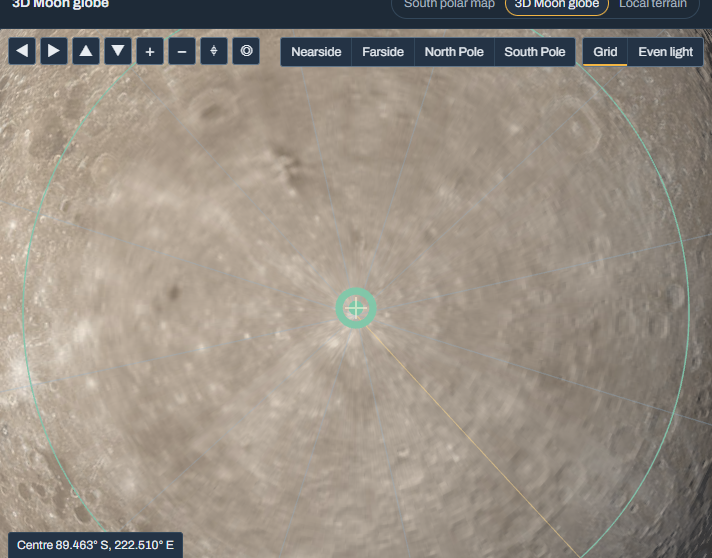 3D Moon globe
South polar map 3D Moon globe Local terrain
Nearside Farside North Pole South Pole Grid Even light
Centre 89.463° S, 222.510° E